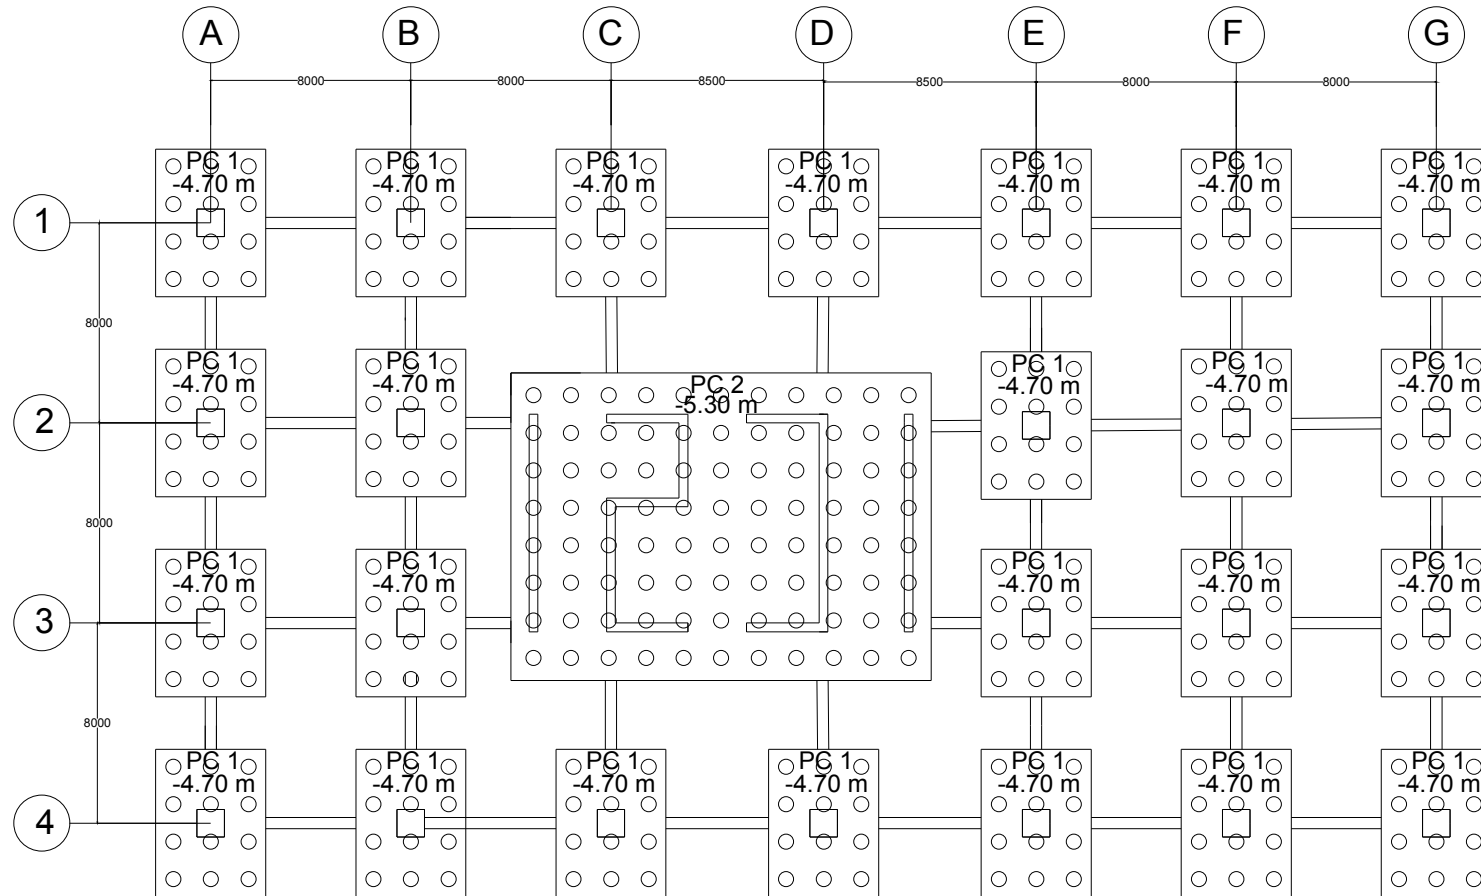 A B C D E F G
8000 8000 8500 8500 8000 8000
PC 1 PC 1 PC 1 PC 1 PC 1 PC 1 PC 1
-4.70 m -4.70 m -4.70 m -4.70 m -4.70 m -4.70 m -4.70 m
1
8000
PC 1 PC 1 PC 1 PC 1 PC 1
-4.70 m -4.70 m -4.70 m -4.70 m -4.70 m
PC 2
-5.30 m
2
8000
PC 1 PC 1 PC 1 PC 1 PC 1
-4.70 m -4.70 m -4.70 m -4.70 m -4.70 m
3
8000
PC 1 PC 1 PC 1 PC 1 PC 1 PC 1 PC 1
-4.70 m -4.70 m -4.70 m -4.70 m -4.70 m -4.70 m -4.70 m
4